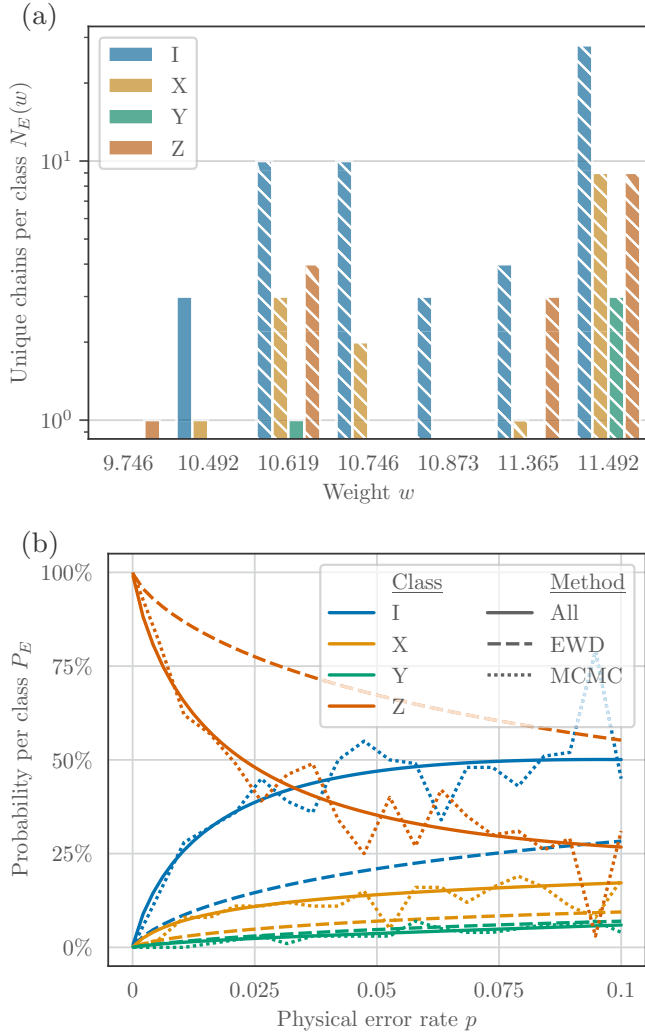 (a)
Unique chains per class N_E(w)
10^1
10^0
I
X
Y
Z
9.746 10.492 10.619 10.746 10.873 11.365 11.492
Weight w
(b)
Probability per class P_E
100%
75%
50%
25%
0%
Class Method
I All
X EWD
Y MCMC
Z
0 0.025 0.05 0.075 0.1
Physical error rate p